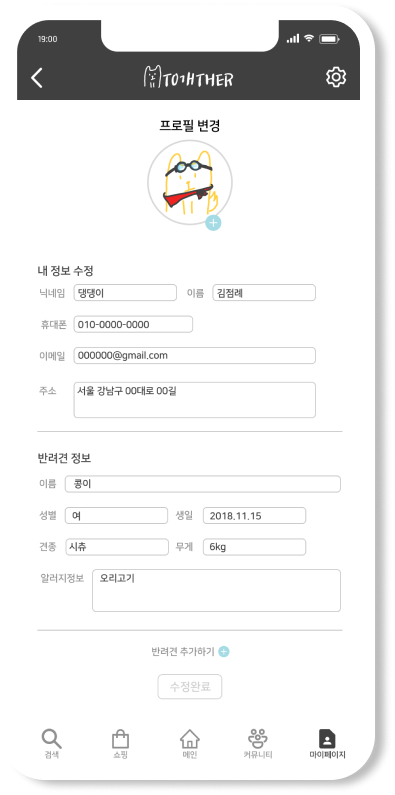 19:00
TOTHTHER
프로필 변경
내 정보 수정
닉네임 댕댕이 이름 김점례
휴대폰 010-0000-0000
이메일 000000@gmail.com
주소 서울 강남구 00대로 00길
반려견 정보
이름 콩이
성별 여 생일 2018.11.15
견종 시츄 무게 6kg
알러지정보 오리고기
반려견 추가하기
수정완료
검색 쇼핑 메인 커뮤니티 마이페이지